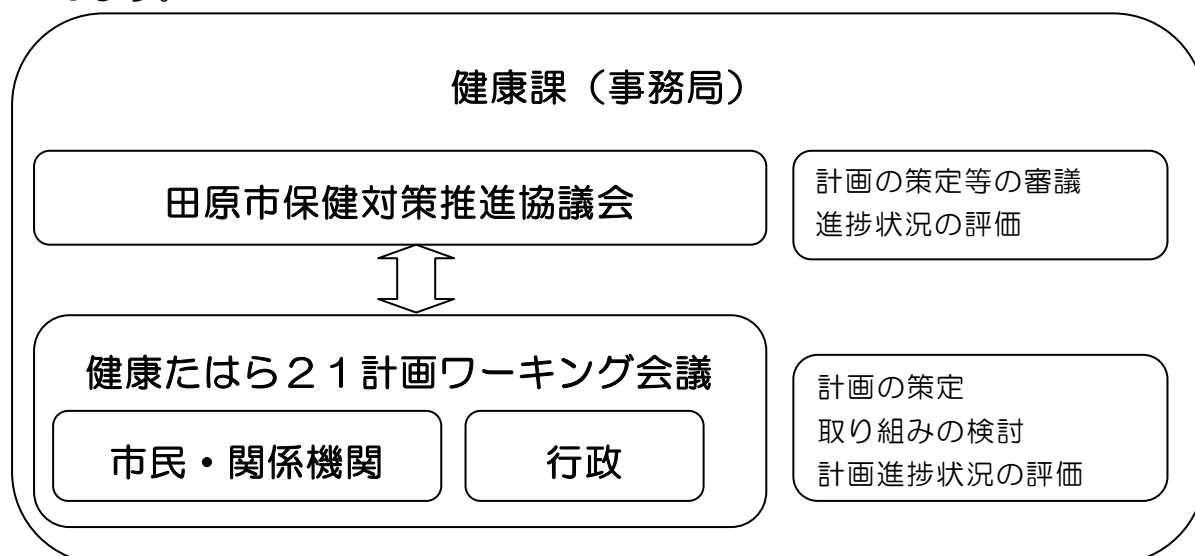 健康課（事務局）
田原市保健対策推進協議会
計画の策定等の審議
進捗状況の評価
健康たはら２１計画ワーキング会議
市民・関係機関
行政
計画の策定
取り組みの検討
計画進捗状況の評価